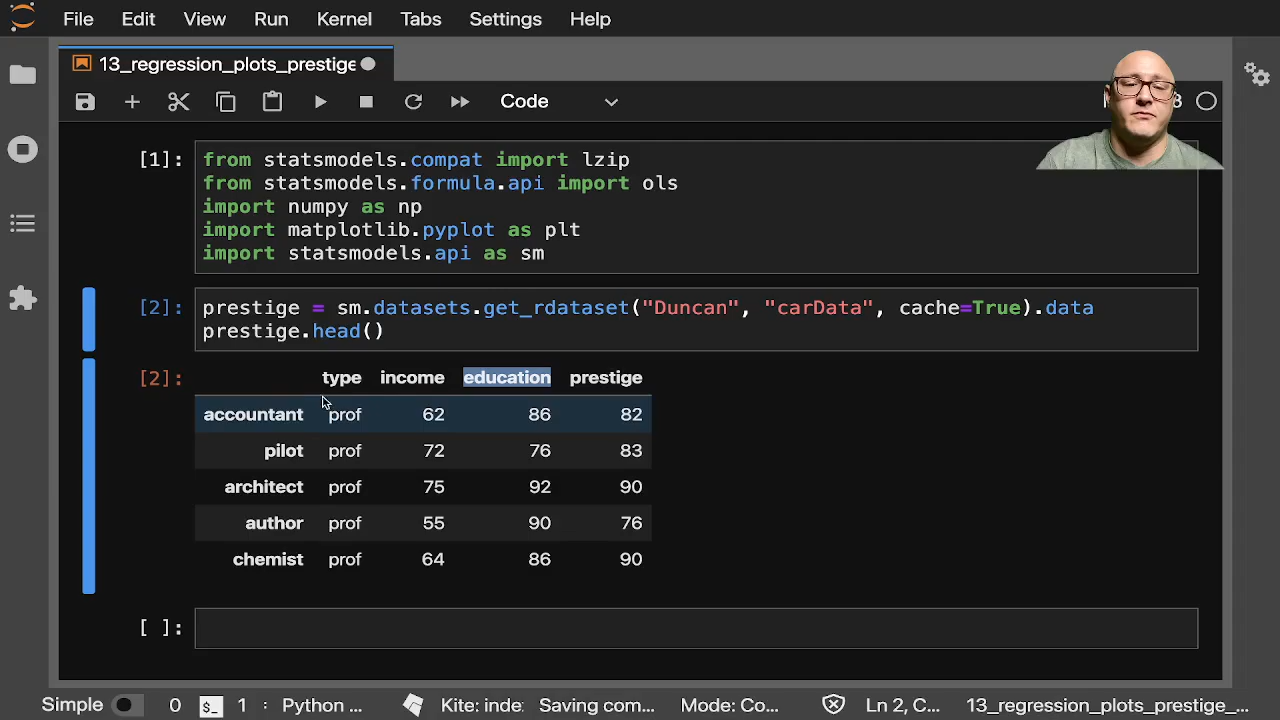 File Edit View Run Kernel Tabs Settings Help
13_regression_plots_prestige
Code
[1]:
from statsmodels.compat import lzip
from statsmodels.formula.api import ols
import numpy as np
import matplotlib.pyplot as plt
import statsmodels.api as sm
[2]:
prestige = sm.datasets.get_rdataset("Duncan", "carData", cache=True).data
prestige.head()
[2]:
type income education prestige
accountant prof 62 86 82
pilot prof 72 76 83
architect prof 75 92 90
author prof 55 90 76
chemist prof 64 86 90
[ ]:
Simple 0 $_ 1 Python ... Kite: inde Saving com... Mode: Co... Ln 2, C... 13_regression_plots_prestige_...